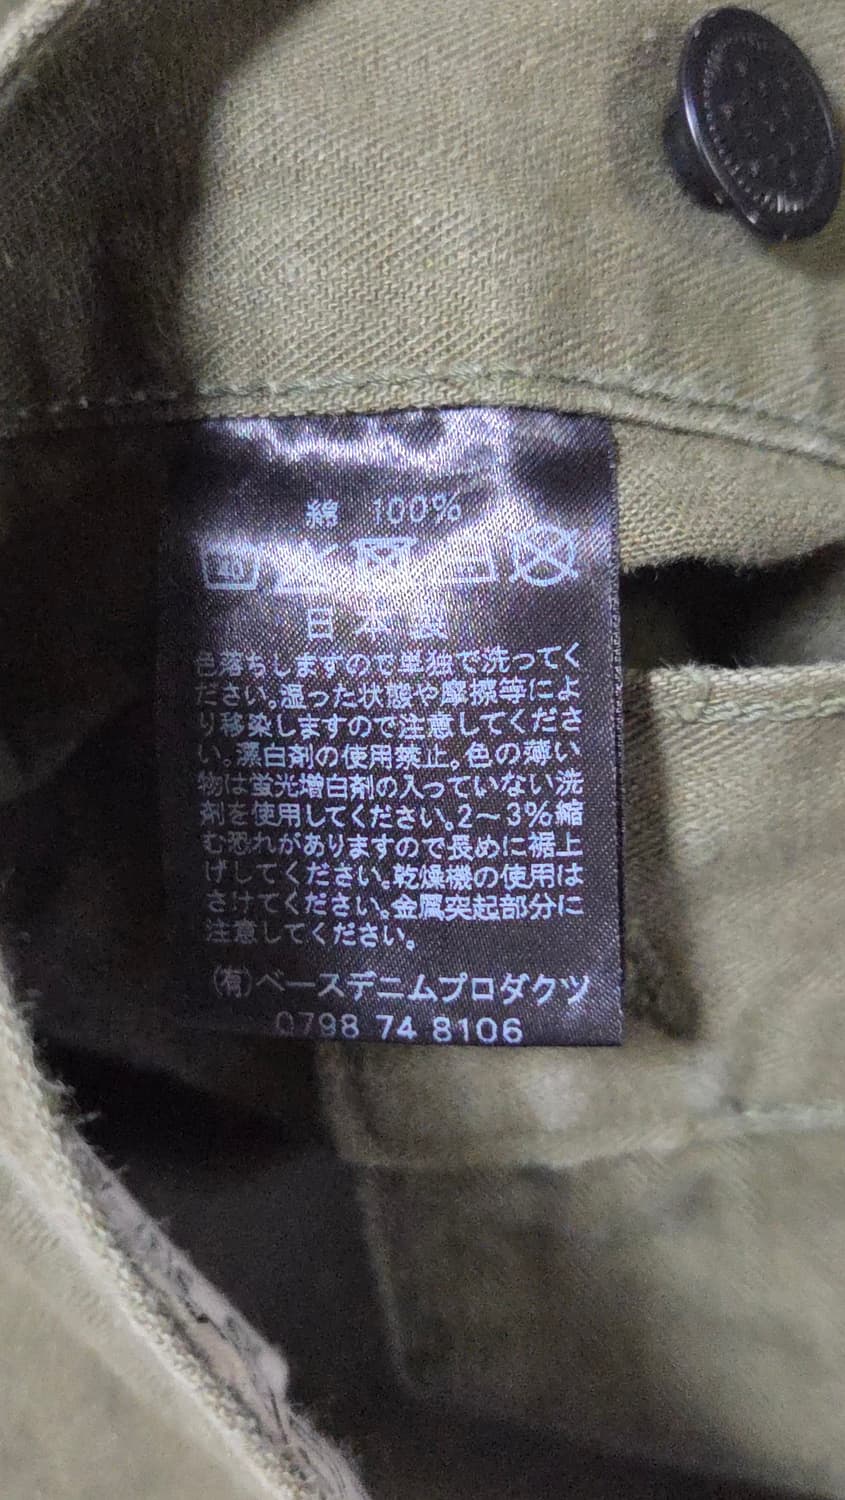 綿 100%
40
日本製
色落ちしますので単独で洗ってく
ださい。湿った状態や摩擦等によ
り移染しますので注意してくださ
い。漂白剤の使用禁止。色の薄い
物は蛍光増白剤の入っていない洗
剤を使用してください。2～3%縮
む恐れがありますので長めに裾上
げしてください。乾燥機の使用は
さけてください。金属突起部分に
注意してください。
(有)ベースデニムプロダクツ
0798 74 8106